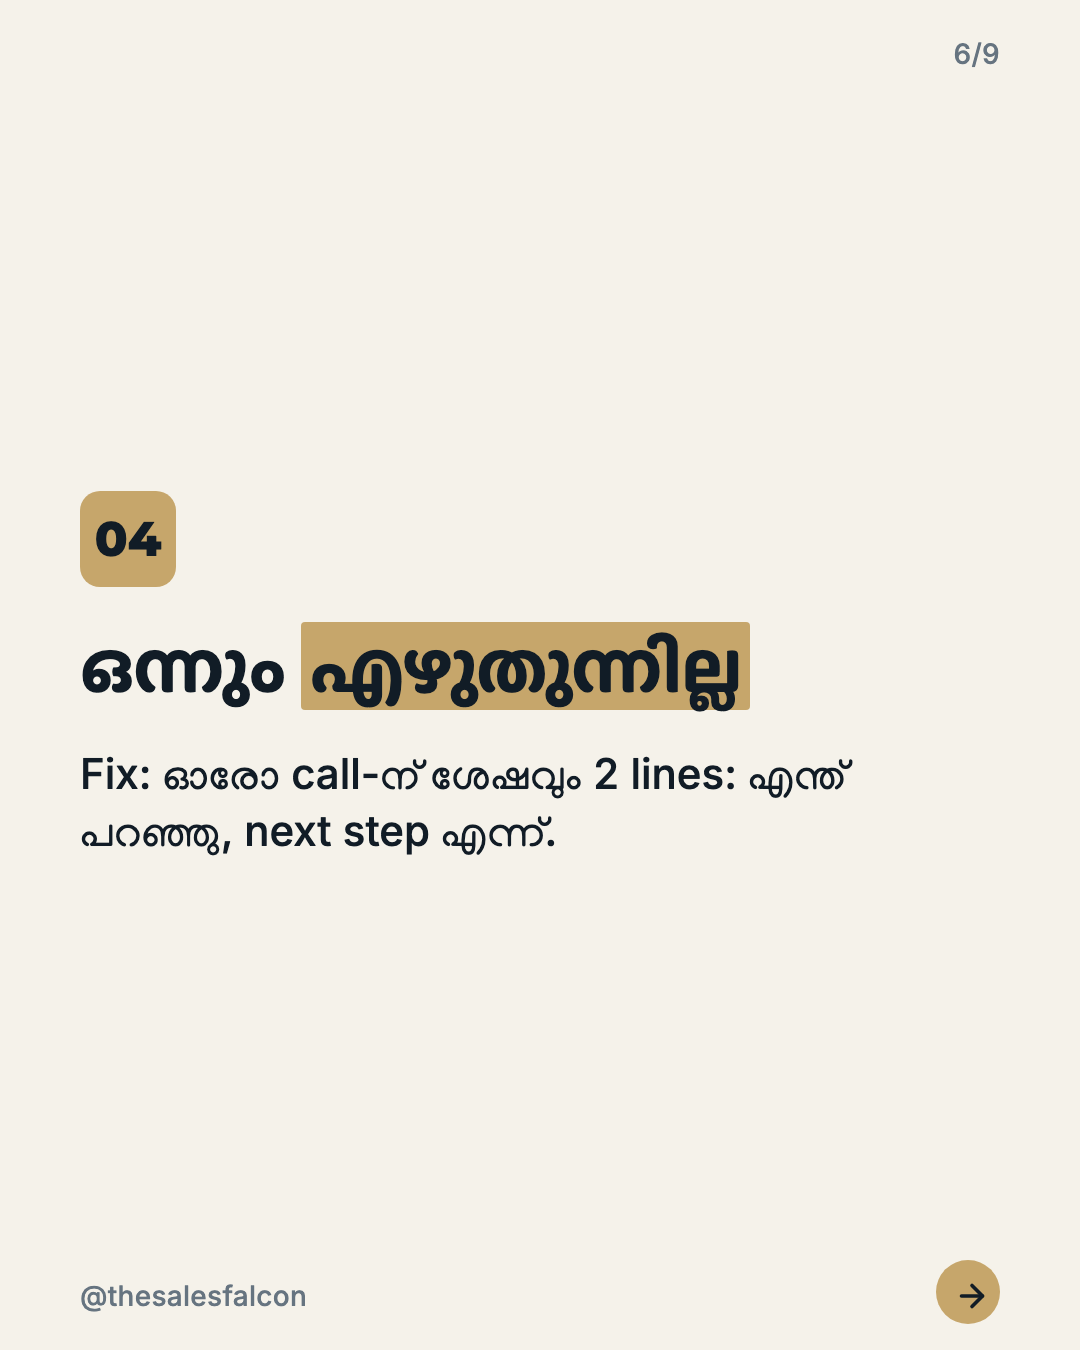 6/9
04
ഒന്നും എഴുതുന്നില്ല
Fix: ഓരോ call-ന് ശേഷവും 2 lines: എന്ത്
പറഞ്ഞു, next step എന്ന്.
@thesalesfalcon